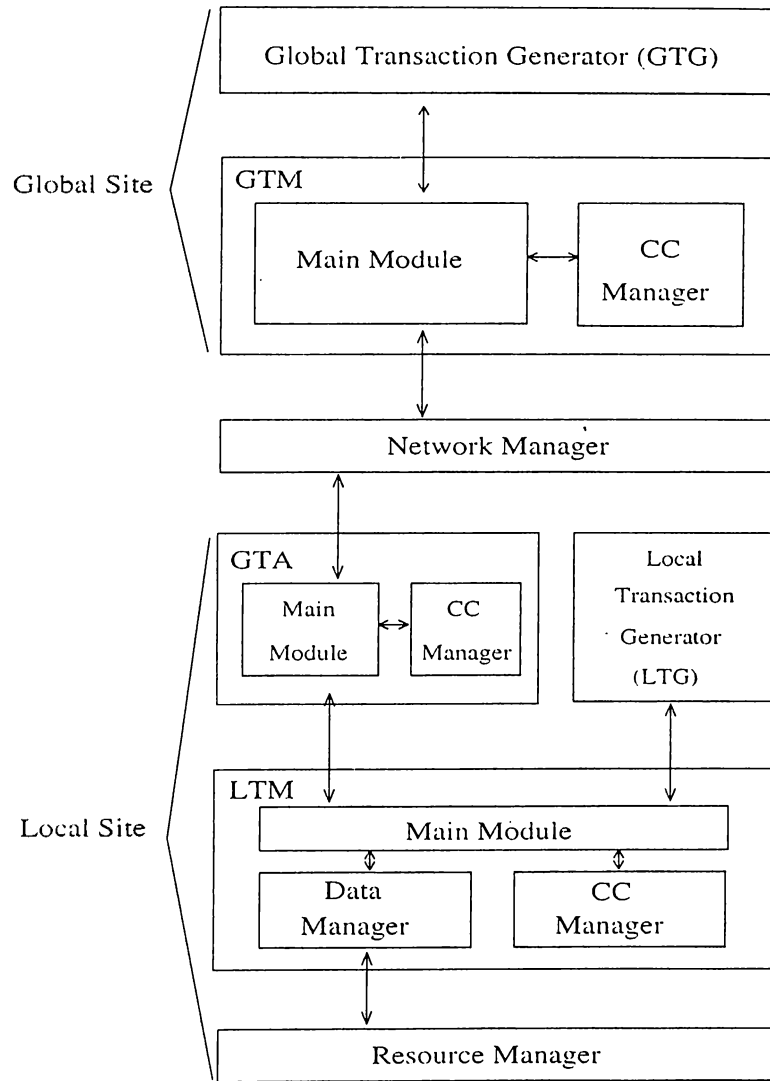 Global Transaction Generator (GTG)
Global Site
GTM
Main Module
CC
Manager
Network Manager
GTA
Main
Module
CC
Manager
Local
Transaction
Generator
(LTG)
Local Site
LTM
Main Module
Data
Manager
CC
Manager
Resource Manager